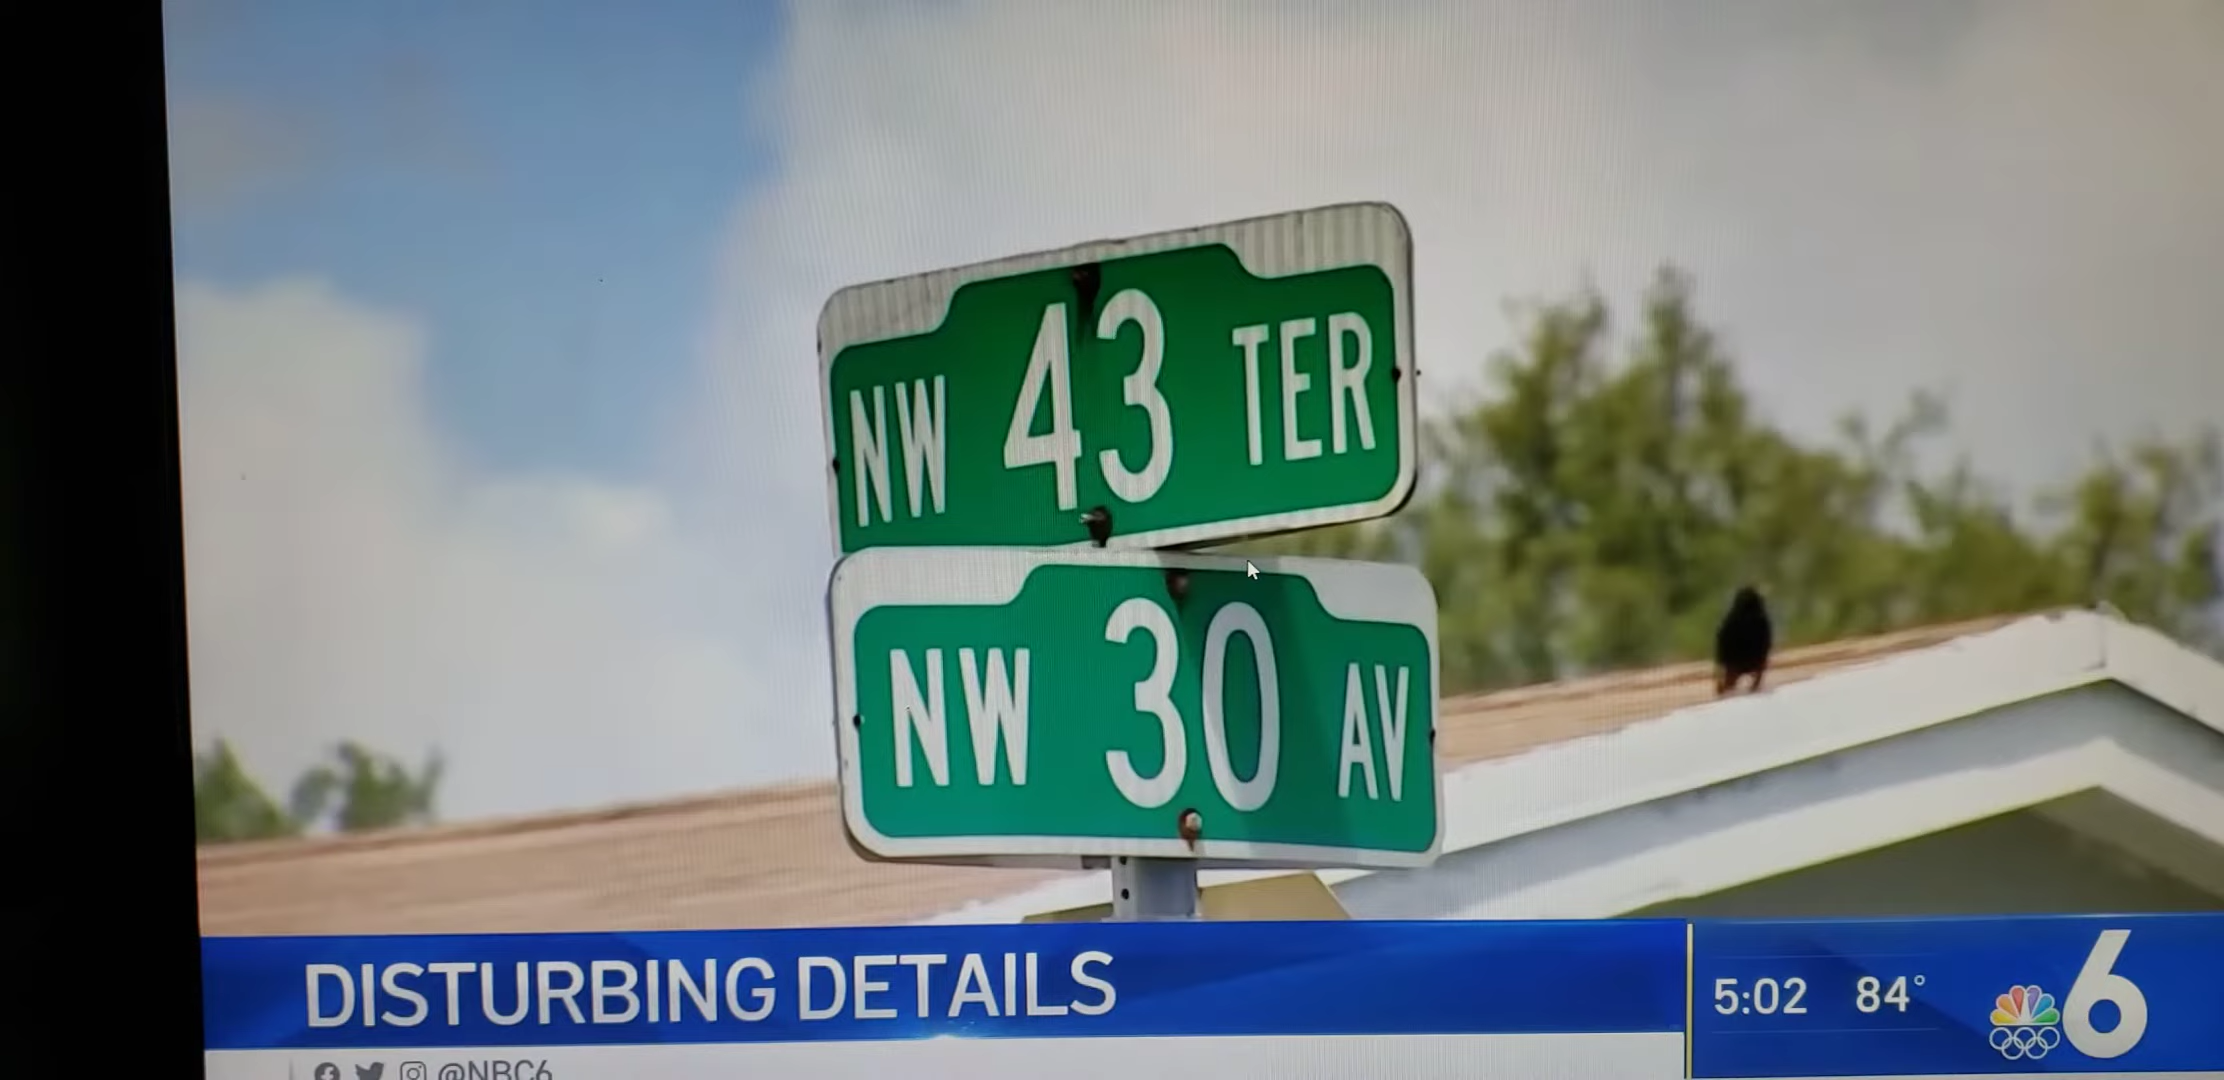 NW 43 TER
NW 30 AV
DISTURBING DETAILS
5:02 84° 6
@NBC6